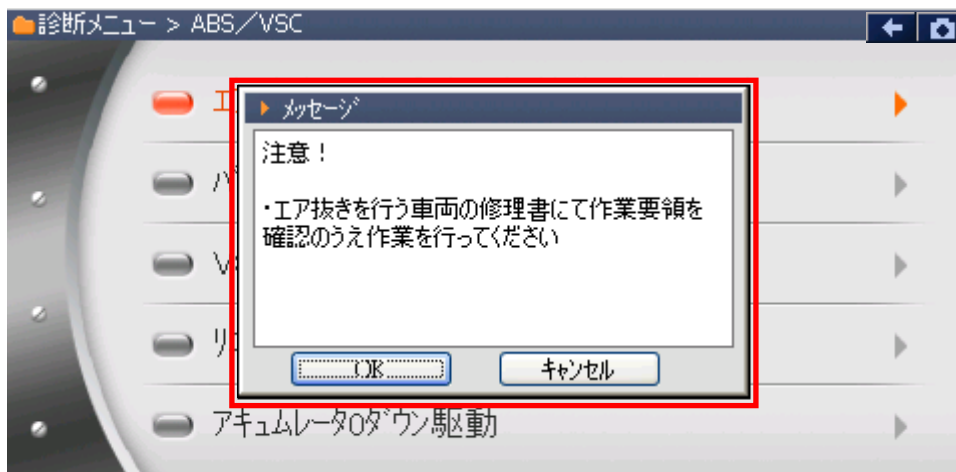 診断メニュー > ABS／VSC
メッセージ
注意！
・エア抜きを行う車両の修理書にて作業要領を
確認のうえ作業を行ってください
OK
キャンセル
アキュムレータ0ダウン駆動